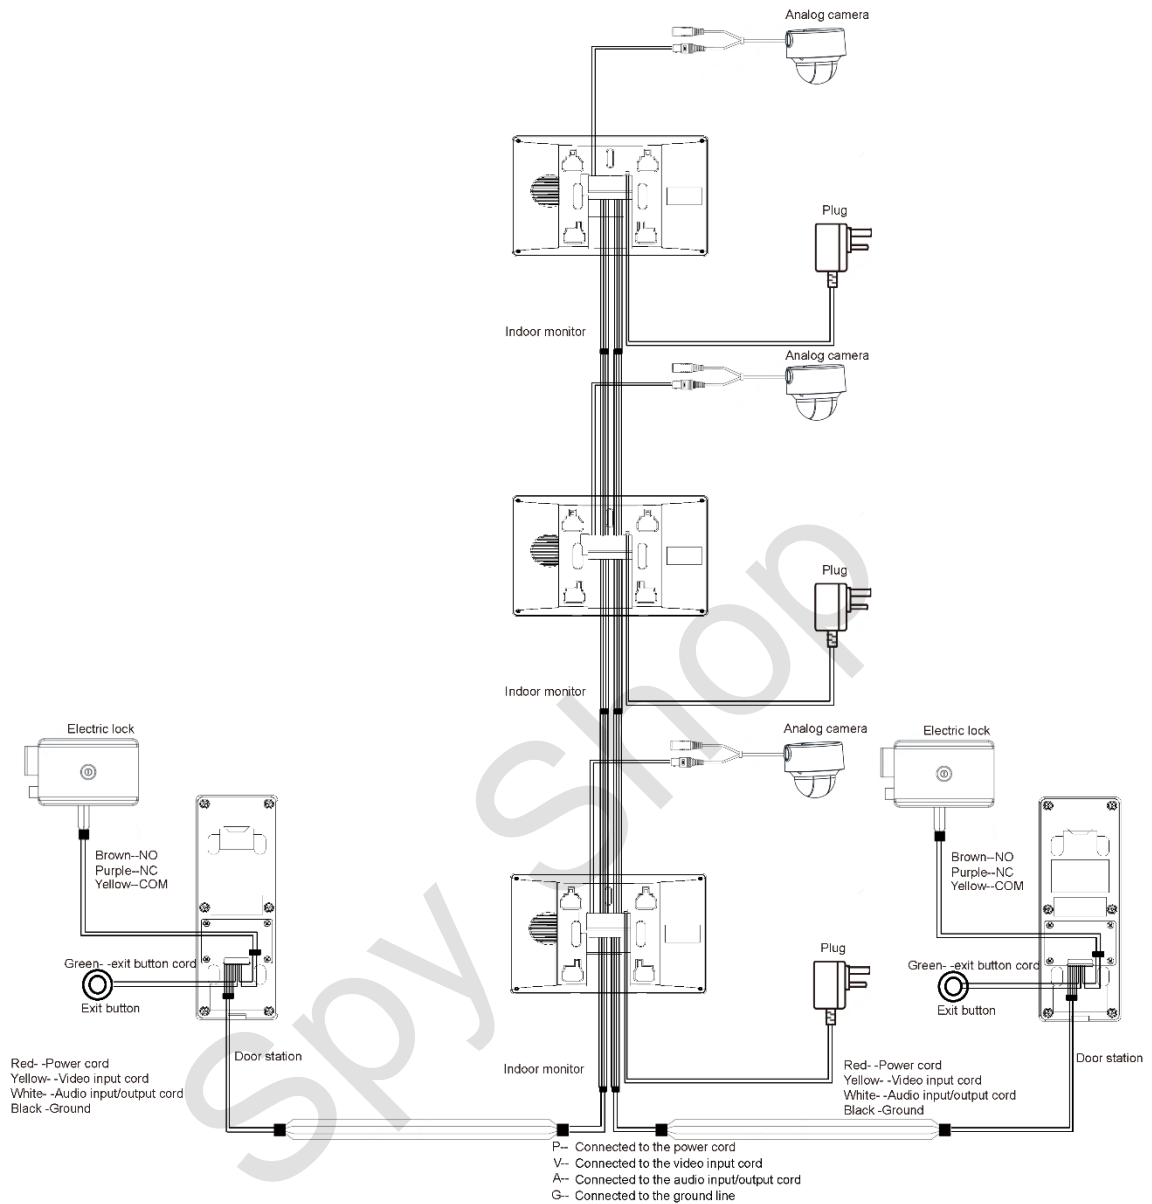 Analog camera
Plug
Indoor monitor
Analog camera
Plug
Indoor monitor
Electric lock
Analog camera
Electric lock
Brown--NO
Purple--NC
Yellow--COM
Brown--NO
Purple--NC
Yellow--COM
Plug
Green- -exit button cord
Exit button
Green- -exit button cord
Exit button
Door station
Indoor monitor
Door station
Red- -Power cord
Yellow- -Video input cord
White- -Audio input/output cord
Black -Ground
Red- -Power cord
Yellow- -Video input cord
White- -Audio input/output cord
Black -Ground
P-- Connected to the power cord
V-- Connected to the video input cord
A-- Connected to the audio input/output cord
G-- Connected to the ground line
Spy Shop